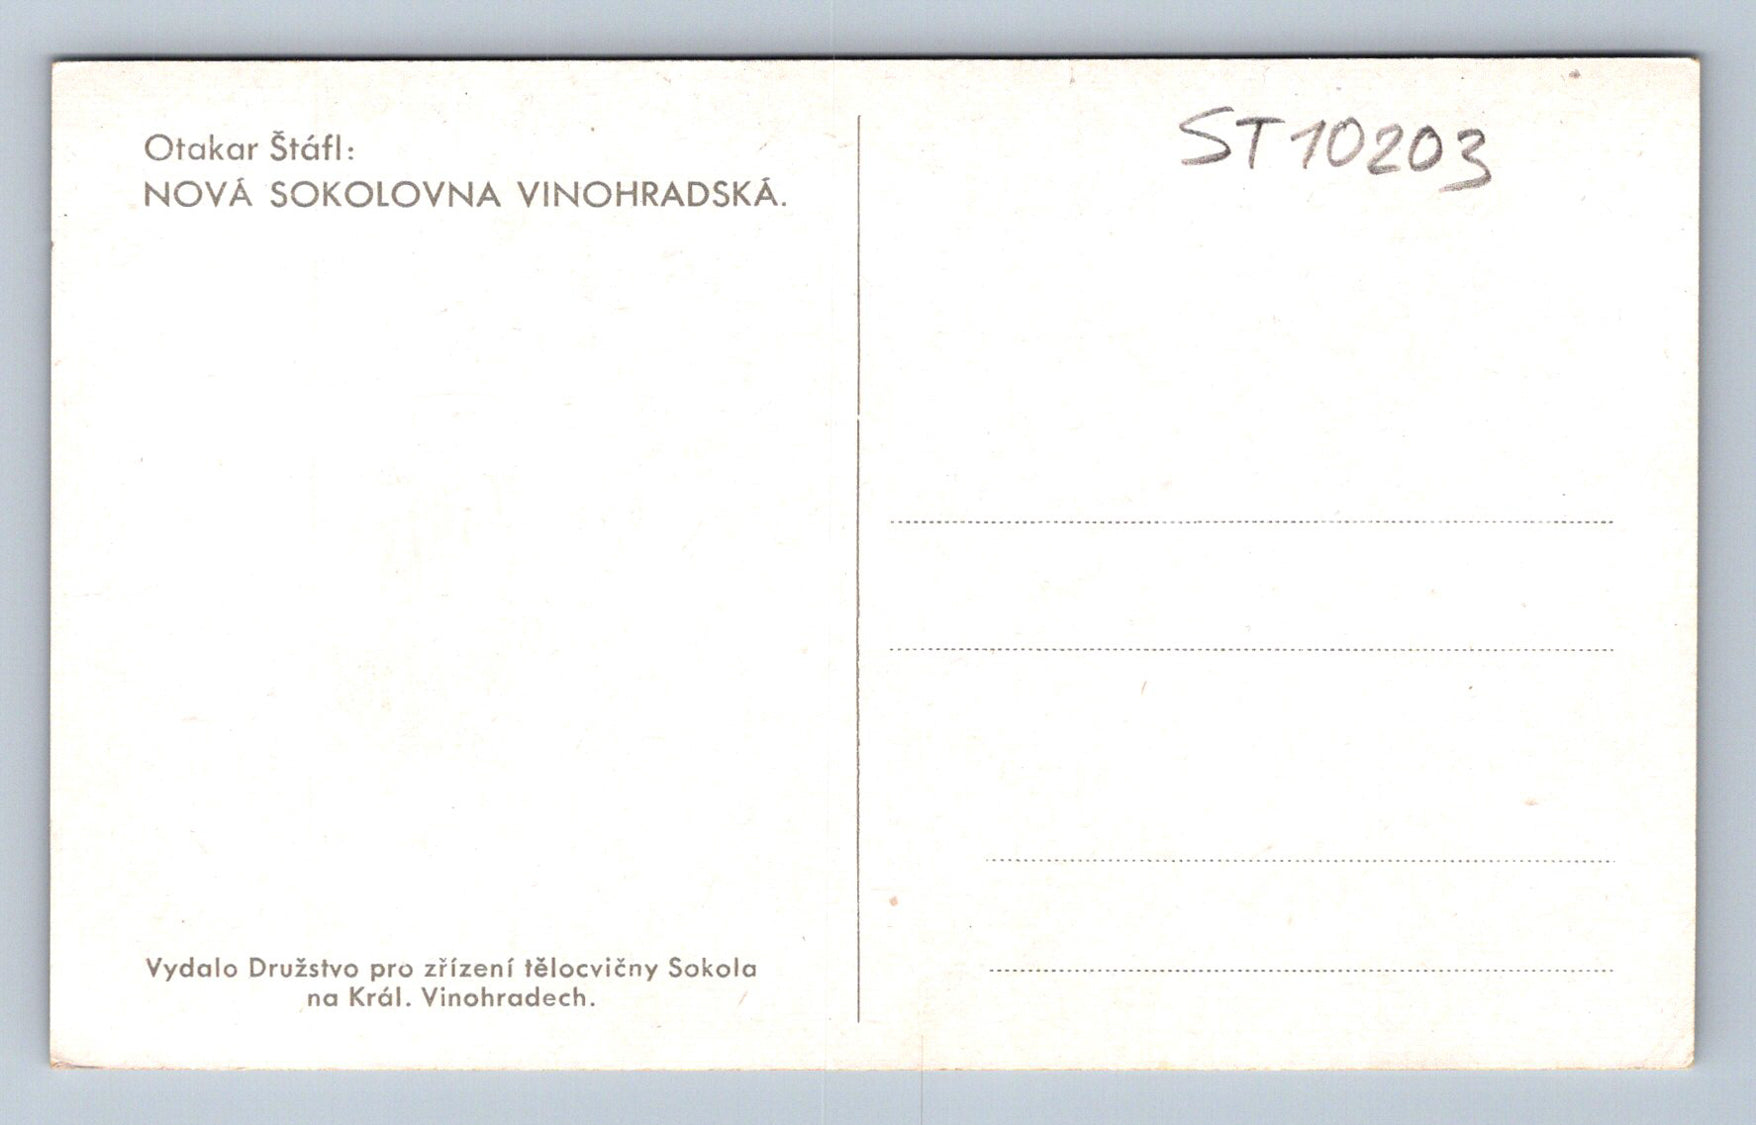 Otakar Štáfl:
NOVÁ SOKOLOVNA VINOHRADSKÁ.
ST10203
Vydalo Družstvo pro zřízení tělocvičny Sokola
na Král. Vinohradech.